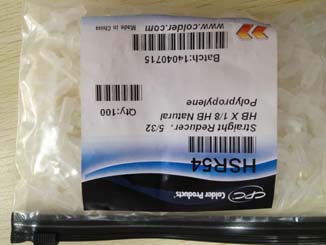 CPC
Colder Products
HSR54
Straight Reducer, 5/32
HB X 1/8 HB Natural
Polypropylene
Qty:100
Batch:14040715
www.colder.com
Made in China